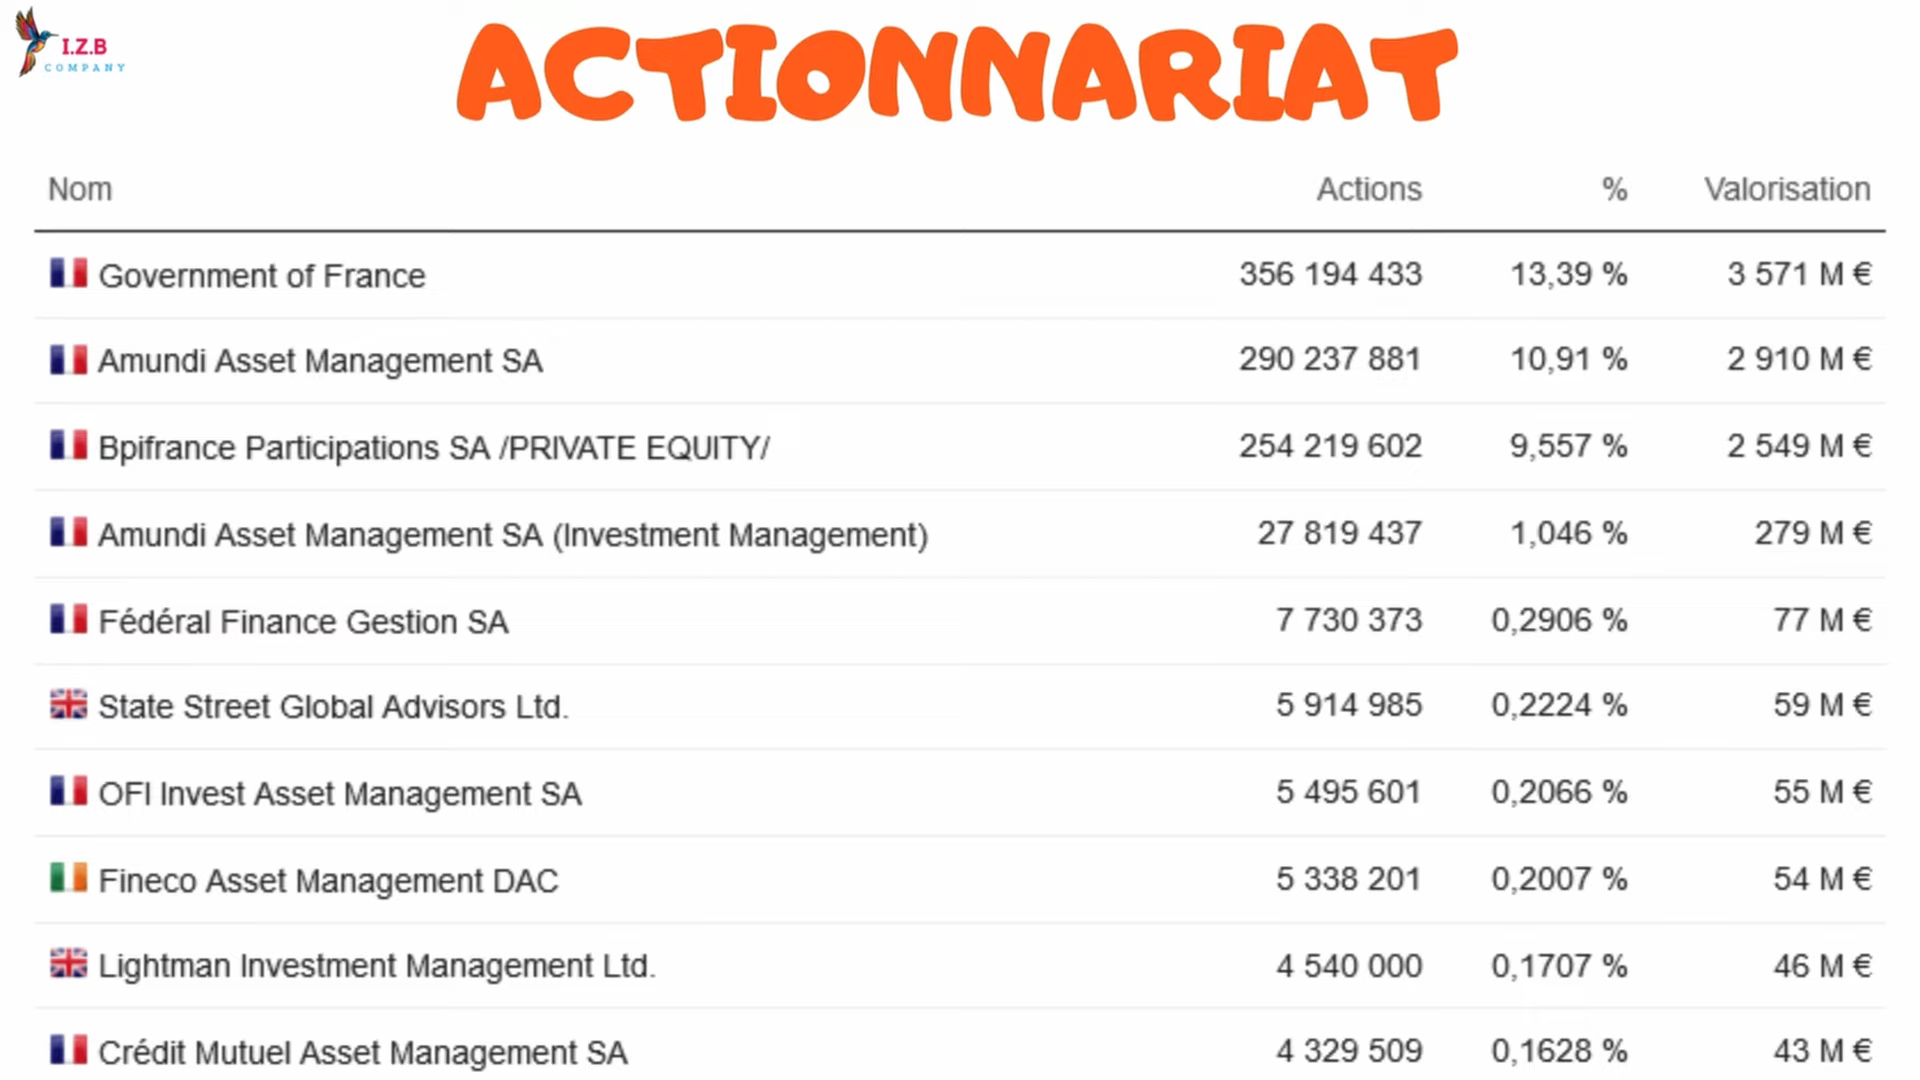 I.Z.B
COMPANY
ACTIONNARIAT
Nom Actions % Valorisation
Government of France 356 194 433 13,39 % 3 571 M €
Amundi Asset Management SA 290 237 881 10,91 % 2 910 M €
Bpifrance Participations SA /PRIVATE EQUITY/ 254 219 602 9,557 % 2 549 M €
Amundi Asset Management SA (Investment Management) 27 819 437 1,046 % 279 M €
Fédéral Finance Gestion SA 7 730 373 0,2906 % 77 M €
State Street Global Advisors Ltd. 5 914 985 0,2224 % 59 M €
OFI Invest Asset Management SA 5 495 601 0,2066 % 55 M €
Fineco Asset Management DAC 5 338 201 0,2007 % 54 M €
Lightman Investment Management Ltd. 4 540 000 0,1707 % 46 M €
Crédit Mutuel Asset Management SA 4 329 509 0,1628 % 43 M €